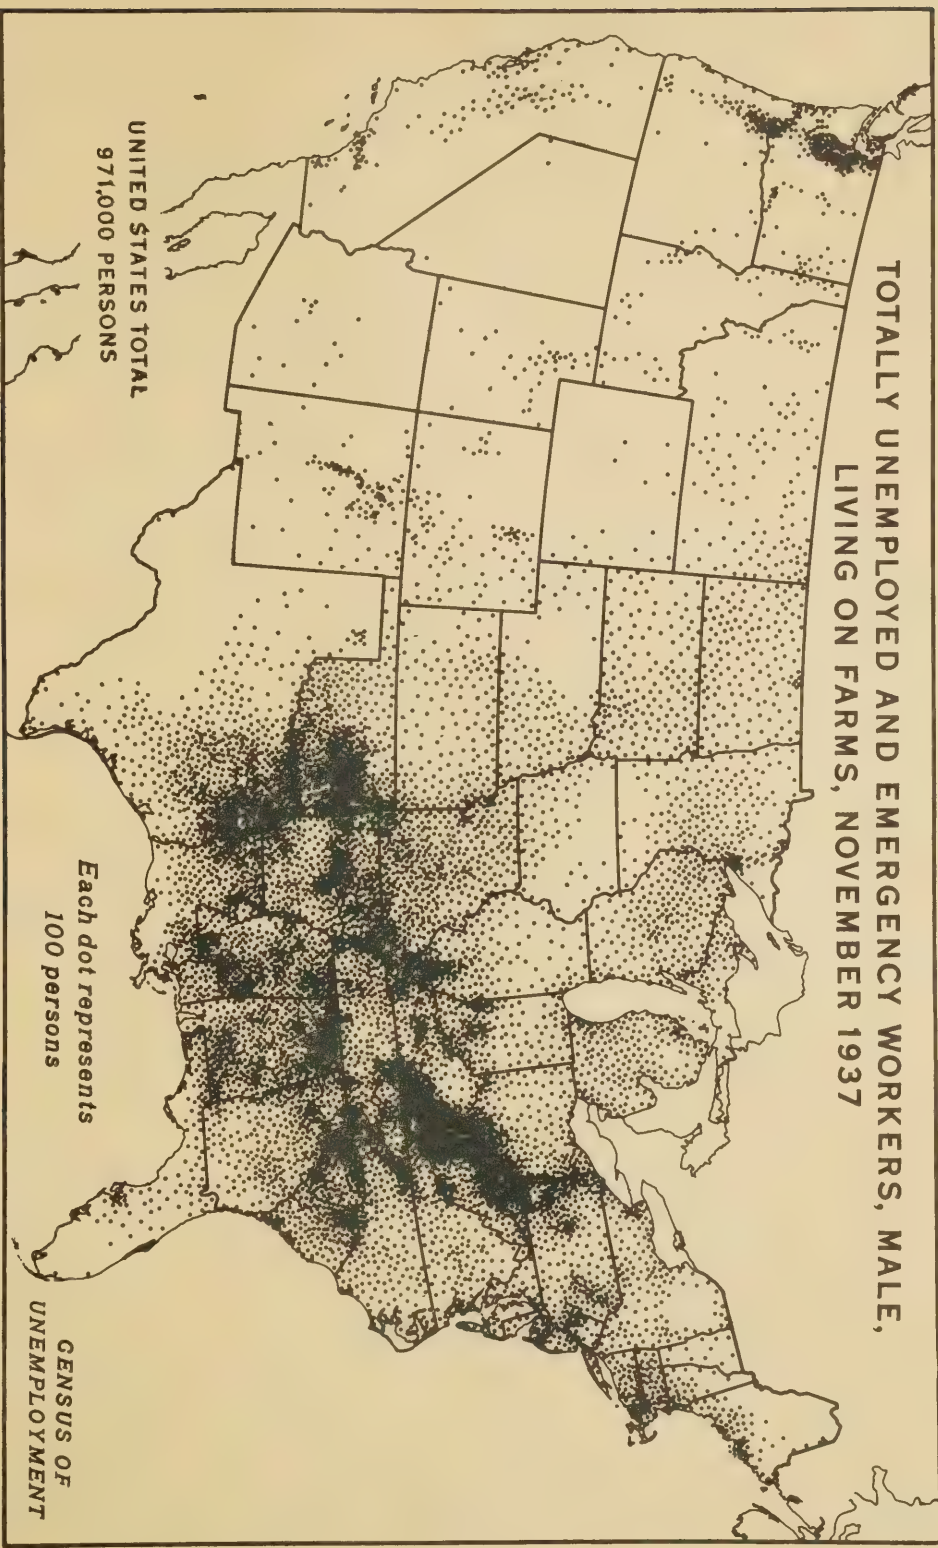 TOTALLY UNEMPLOYED AND EMERGENCY WORKERS, MALE,
LIVING ON FARMS, NOVEMBER 1937
UNITED STATES TOTAL
971,000 PERSONS
Each dot represents
100 persons
CENSUS OF
UNEMPLOYMENT